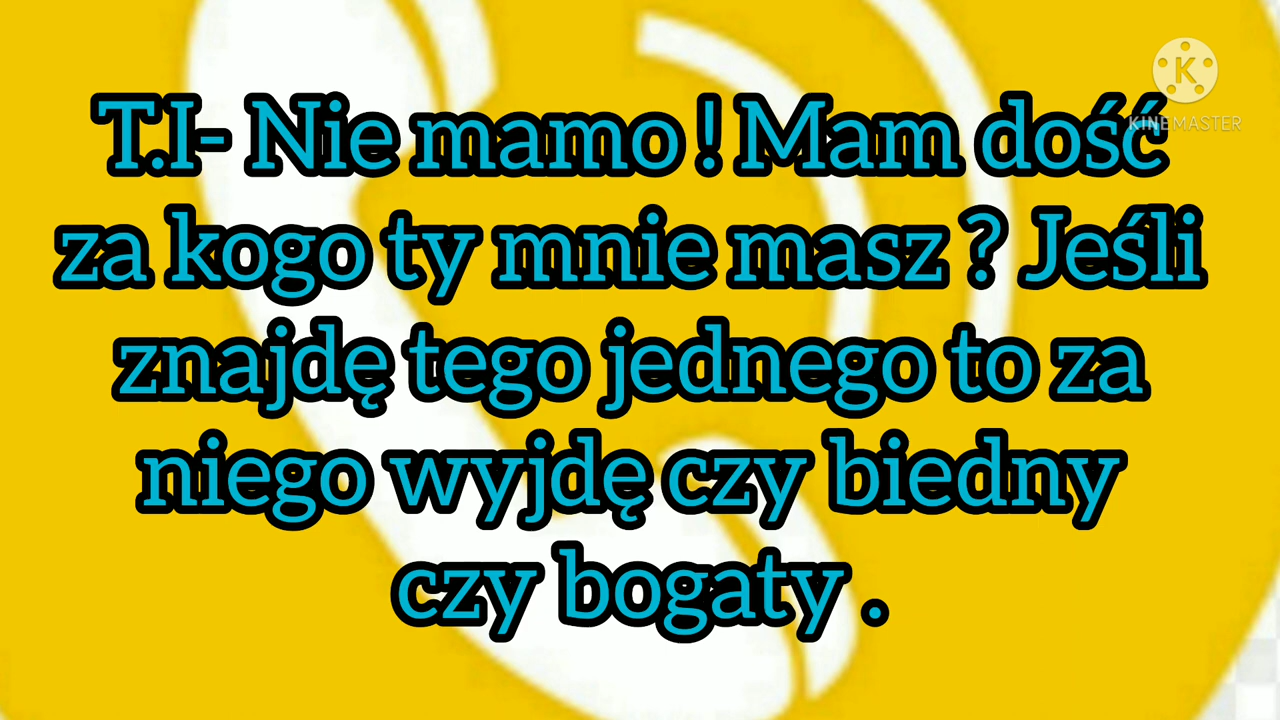 K
KINEMASTER
T.I- Nie mamo ! Mam dość
za kogo ty mnie masz ? Jeśli
znajdę tego jednego to za
niego wyjdę czy biedny
czy bogaty .